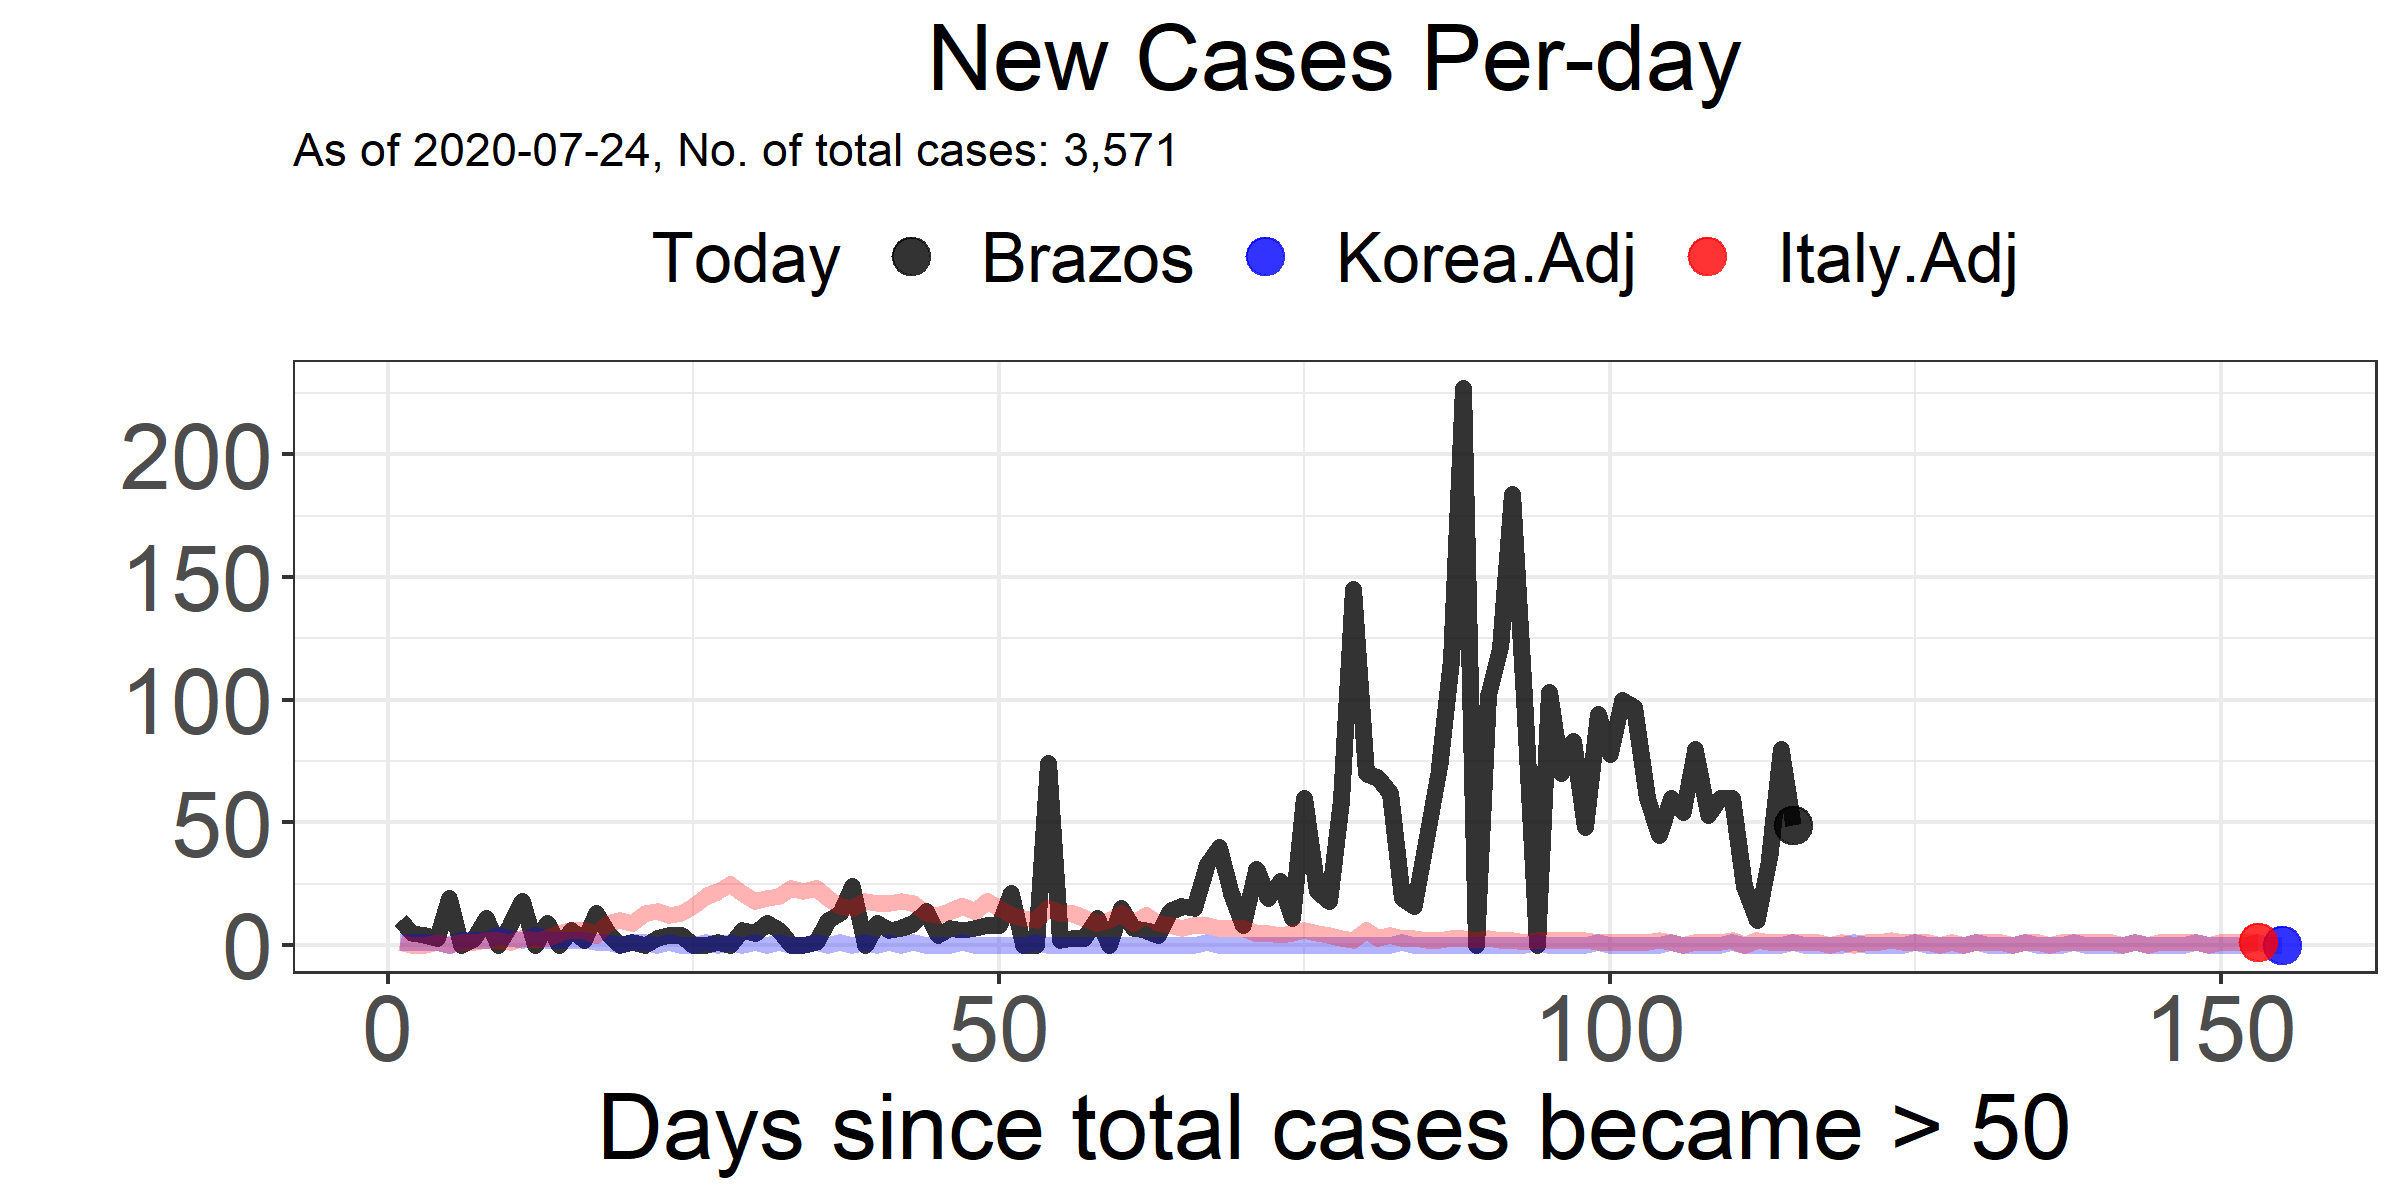 New Cases Per-day
As of 2020-07-24, No. of total cases: 3,571
Today Brazos Korea.Adj Italy.Adj
200
150
100
50
0
0 50 100 150
Days since total cases became > 50